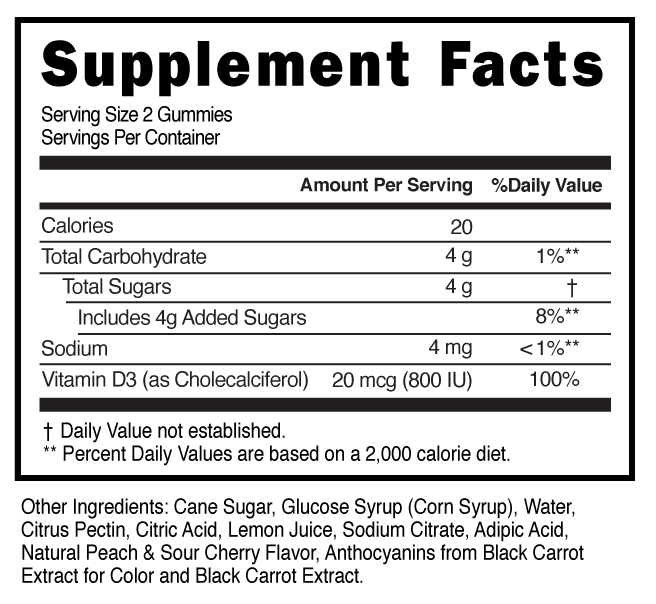 Supplement Facts
Serving Size 2 Gummies
Servings Per Container
Amount Per Serving %Daily Value
Calories 20
Total Carbohydrate 4 g 1%**
Total Sugars 4 g †
Includes 4g Added Sugars 8%**
Sodium 4 mg <1%**
Vitamin D3 (as Cholecalciferol) 20 mcg (800 IU) 100%
† Daily Value not established.
** Percent Daily Values are based on a 2,000 calorie diet.
Other Ingredients: Cane Sugar, Glucose Syrup (Corn Syrup), Water,
Citrus Pectin, Citric Acid, Lemon Juice, Sodium Citrate, Adipic Acid,
Natural Peach & Sour Cherry Flavor, Anthocyanins from Black Carrot
Extract for Color and Black Carrot Extract.